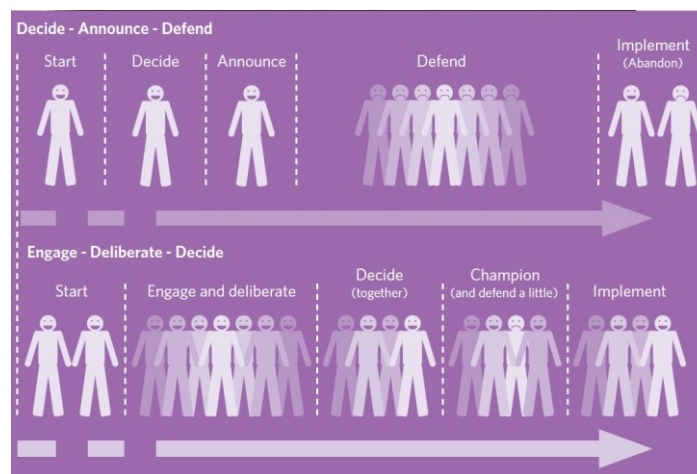 Decide - Announce - Defend
Start
Decide
Announce
Defend
Implement
(Abandon)
Engage - Deliberate - Decide
Start
Engage and deliberate
Decide
(together)
Champion
(and defend a little)
Implement